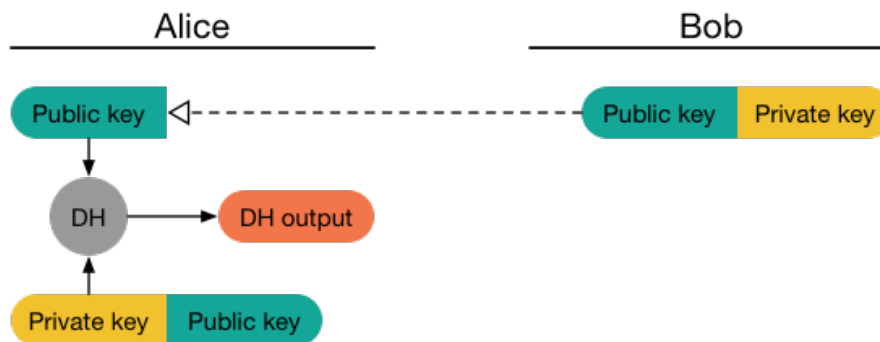 Alice
Bob
Public key
Public key
Private key
DH
DH output
Private key
Public key